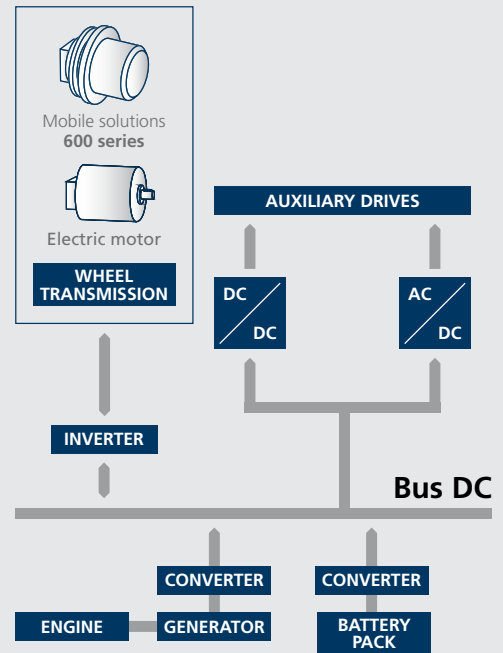 Mobile solutions
600 series
Electric motor
WHEEL
TRANSMISSION
AUXILIARY DRIVES
DC
DC
AC
DC
INVERTER
Bus DC
CONVERTER
CONVERTER
ENGINE
GENERATOR
BATTERY
PACK